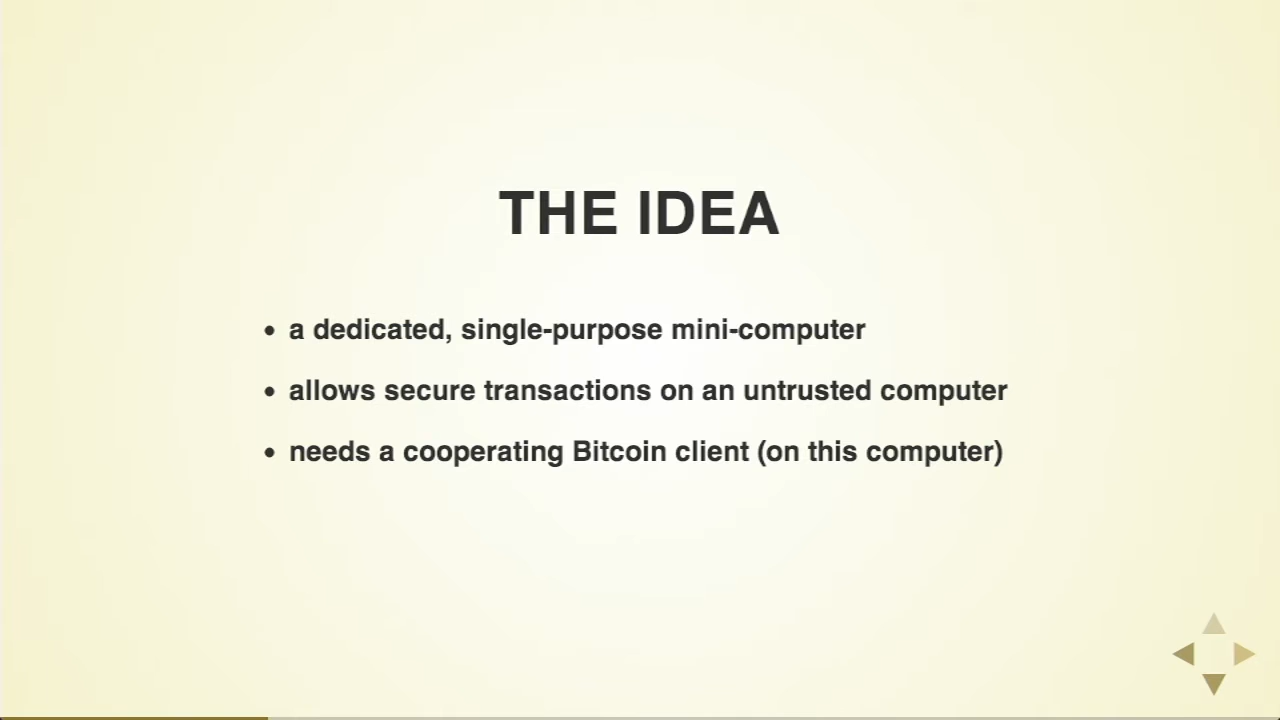 THE IDEA
• a dedicated, single-purpose mini-computer
• allows secure transactions on an untrusted computer
• needs a cooperating Bitcoin client (on this computer)